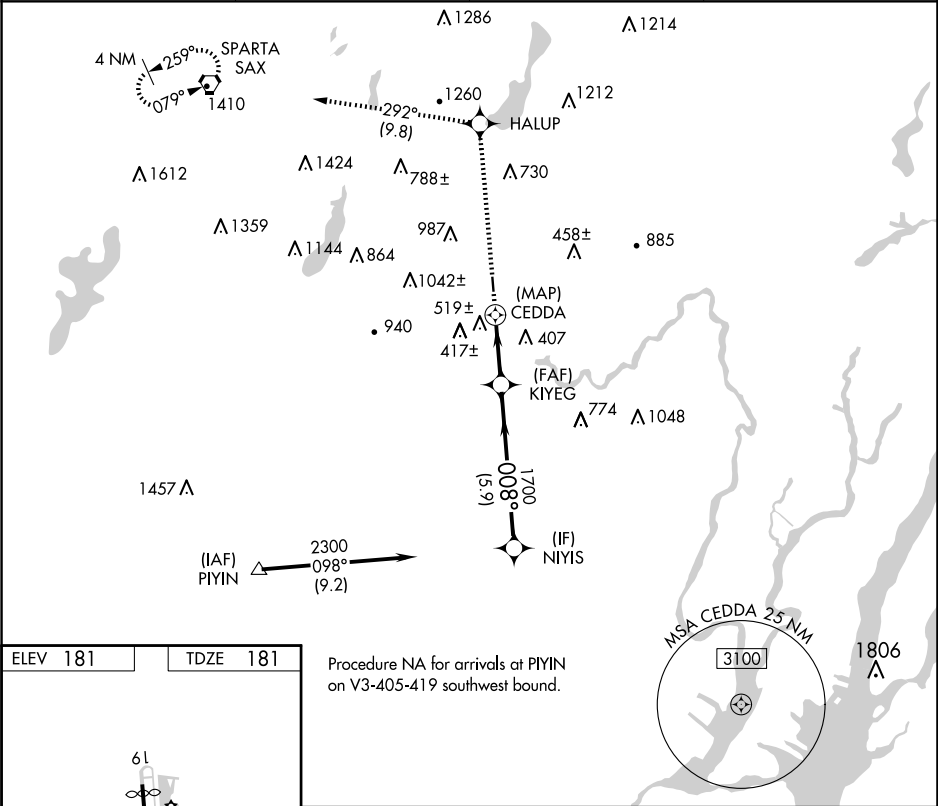 1286
1214
4 NM
259°
SPARTA
SAX
079°
1410
1260
1212
292°
(9.8)
HALUP
1612
1424
788±
730
1359
987
458±
885
1144
864
1042±
(MAP)
CEDDA
519±
940
417±
407
(FAF)
KIYEG
774
1048
1457
1700
008°
(5.9)
(IF)
NIYIS
(IAF)
PIYIN
2300
098°
(9.2)
MSA CEDDA 25 NM
3100
1806
ELEV 181
TDZE 181
Procedure NA for arrivals at PIYIN
on V3-405-419 southwest bound.
19